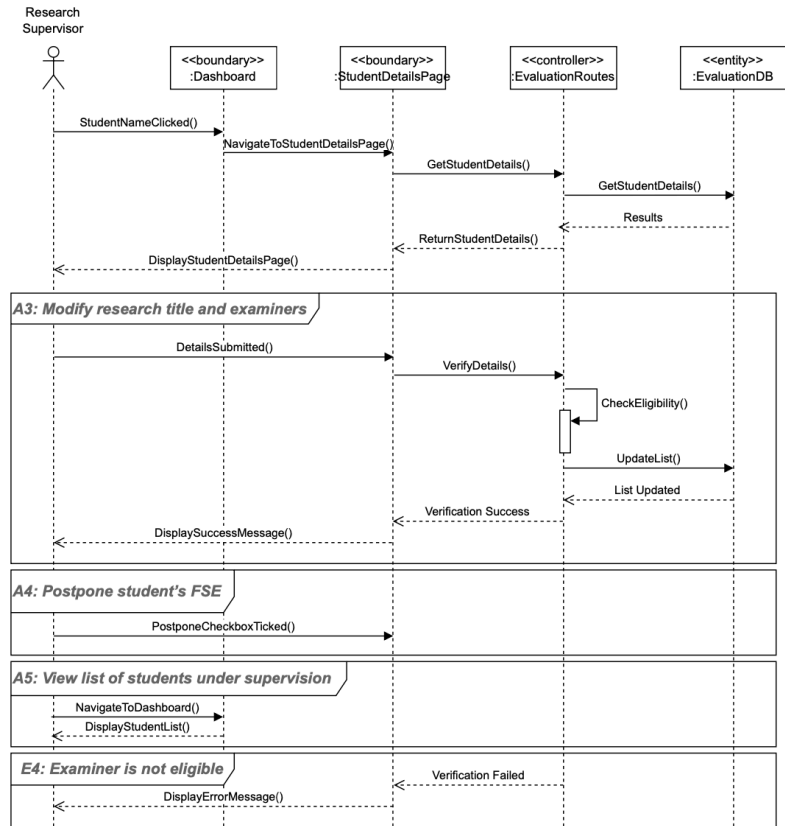 Research
Supervisor
<<boundary>>
:Dashboard
<<boundary>>
:StudentDetailsPage
<<controller>>
:EvaluationRoutes
<<entity>>
:EvaluationDB
StudentNameClicked()
NavigateToStudentDetailsPage()
GetStudentDetails()
GetStudentDetails()
Results
ReturnStudentDetails()
DisplayStudentDetailsPage()
A3: Modify research title and examiners
DetailsSubmitted()
VerifyDetails()
CheckEligibility()
UpdateList()
List Updated
Verification Success
DisplaySuccessMessage()
A4: Postpone student's FSE
PostponeCheckboxTicked()
A5: View list of students under supervision
NavigateToDashboard()
DisplayStudentList()
E4: Examiner is not eligible
Verification Failed
DisplayErrorMessage()